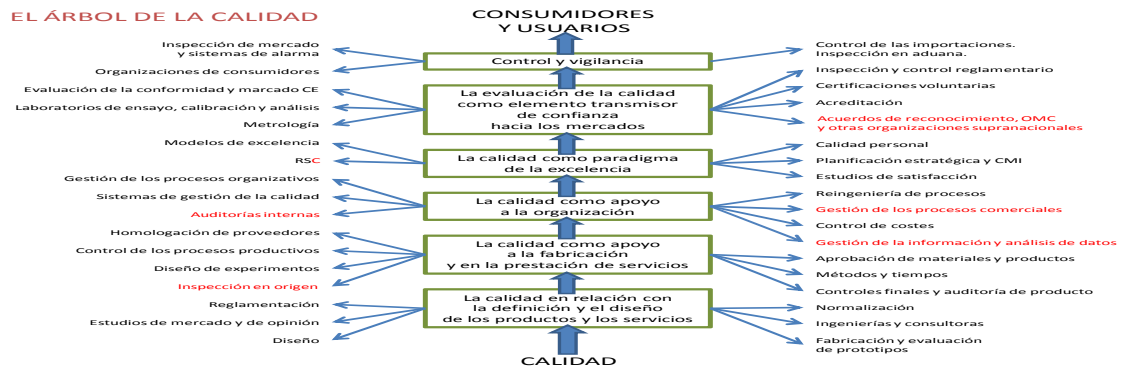 EL ÁRBOL DE LA CALIDAD
CONSUMIDORES
Y USUARIOS
Inspección de mercado
y sistemas de alarma
Organizaciones de consumidores
Control y vigilancia
Control de las importaciones.
Inspección en aduana.
Evaluación de la conformidad y marcado CE
Laboratorios de ensayo, calibración y análisis
Metrología
La evaluación de la calidad
como elemento transmisor
de confianza
hacia los mercados
Inspección y control reglamentario
Certificaciones voluntarias
Acreditación
Acuerdos de reconocimiento, OMC
y otras organizaciones supranacionales
Modelos de excelencia
RSC
La calidad como paradigma
de la excelencia
Calidad personal
Planificación estratégica y CMI
Estudios de satisfacción
Gestión de los procesos organizativos
Sistemas de gestión de la calidad
Auditorías internas
La calidad como apoyo
a la organización
Reingeniería de procesos
Gestión de los procesos comerciales
Control de costes
Gestión de la información y análisis de datos
Homologación de proveedores
Control de los procesos productivos
Diseño de experimentos
Inspección en origen
La calidad como apoyo
a la fabricación
y en la prestación de servicios
Aprobación de materiales y productos
Métodos y tiempos
Controles finales y auditoría de producto
Reglamentación
Estudios de mercado y de opinión
Diseño
La calidad en relación con
la definición y el diseño
de los productos y los servicios
Normalización
Ingenierías y consultoras
Fabricación y evaluación
de prototipos
CALIDAD